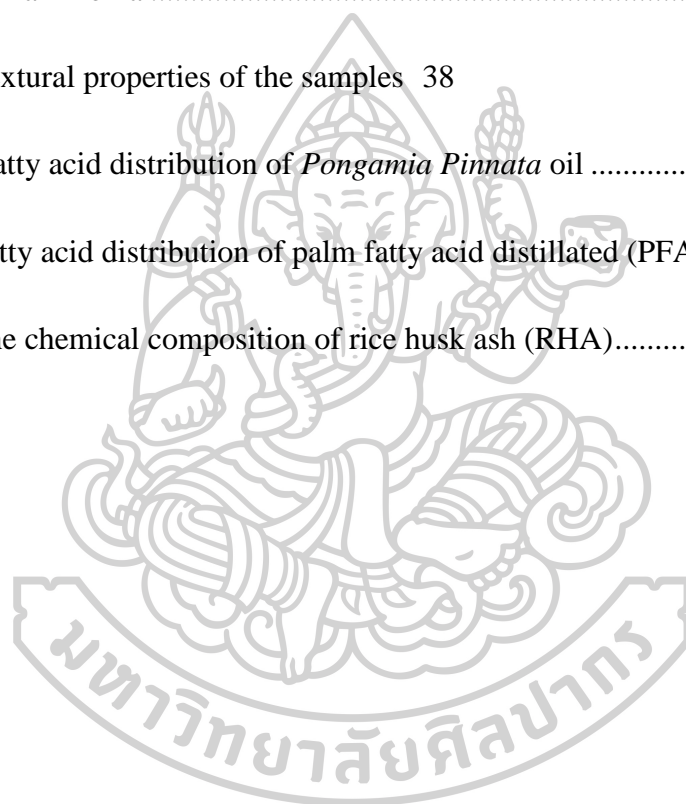 xtural properties of the samples 38
atty acid distribution of Pongamia Pinnata oil ............
tty acid distribution of palm fatty acid distillated (PFA
e chemical composition of rice husk ash (RHA).........
มหาวิทยาลัยศิลปากร